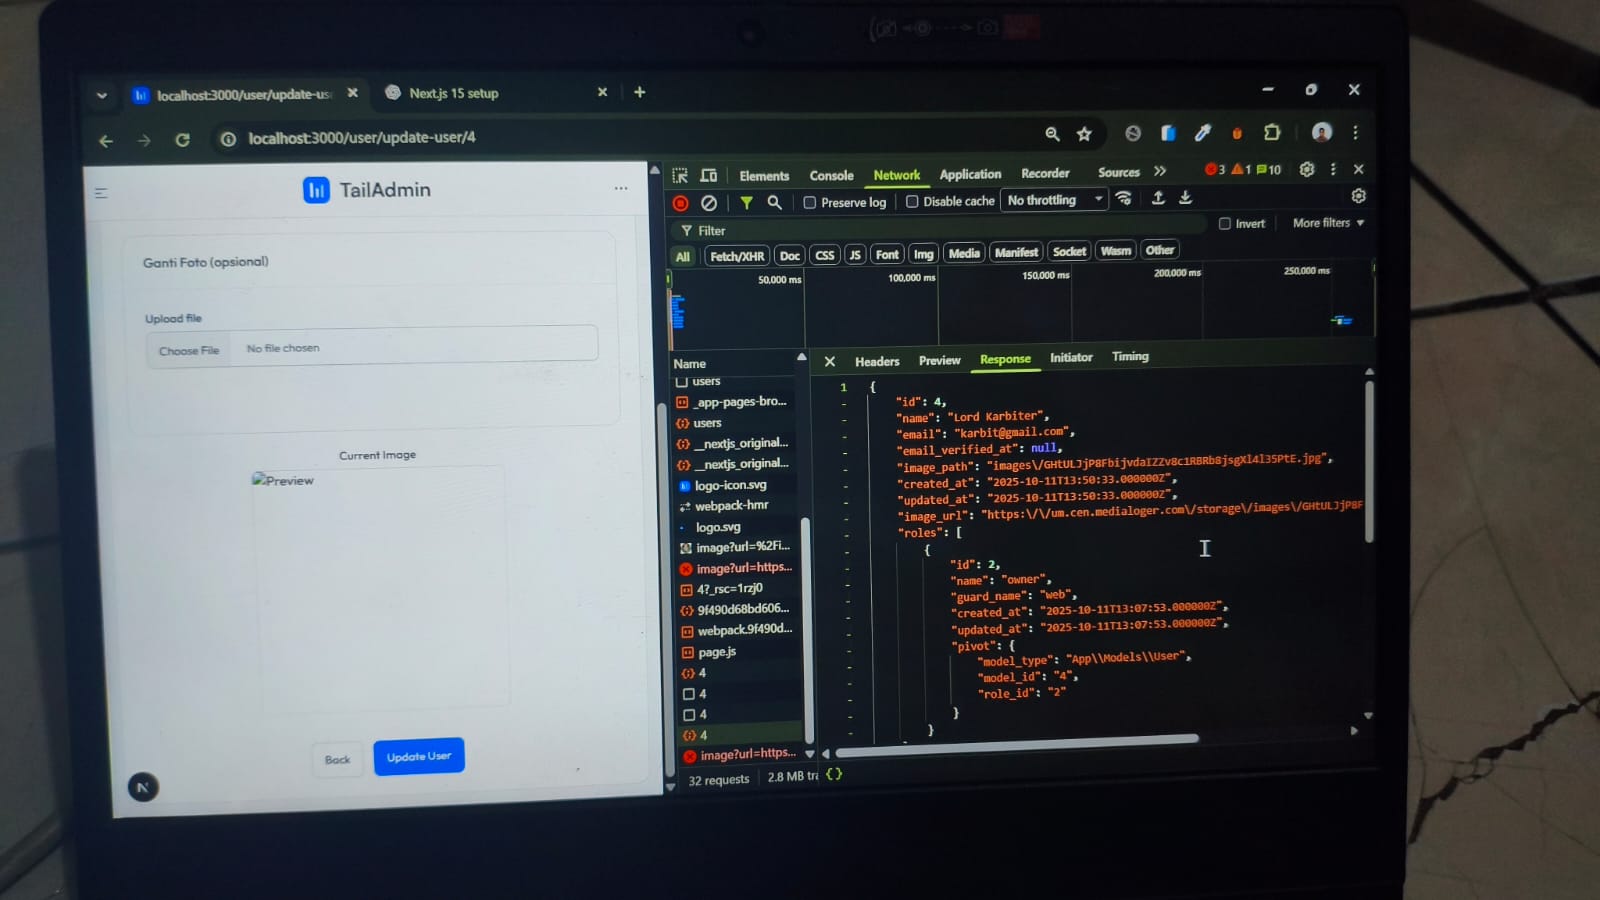 localhost:3000/user/update-us
Next.js 15 setup
localhost:3000/user/update-user/4
TailAdmin
Ganti Foto (opsional)
Upload file
Choose File
No file chosen
Current Image
Preview
Back
Update User
N
Elements
Console
Network
Application
Recorder
Sources
3
1
10
Preserve log
Disable cache
No throttling
Filter
Invert
More filters
All
Fetch/XHR
Doc
CSS
JS
Font
Img
Media
Manifest
Socket
Wasm
Other
50,000 ms
100,000 ms
150,000 ms
200,000 ms
250,000 ms
Name
users
_app-pages-bro...
users
__nextjs_original...
__nextjs_original...
logo-icon.svg
webpack-hmr
logo.svg
image?url=%2Fi...
image?url=https...
4?_rsc=1rzj0
9f490d68bd606...
webpack.9f490d...
page.js
4
4
4
4
image?url=https...
32 requests
2.8 MB tra
Headers
Preview
Response
Initiator
Timing
1 {
"id": 4,
"name": "Lord Karbiter",
"email": "karbit@gmail.com",
"email_verified_at": null,
"image_path": "images\/GHtULJjP8FbijvdaIZZv8c1RBRb8jsgXl4l35PtE.jpg",
"created_at": "2025-10-11T13:50:33.000000Z",
"updated_at": "2025-10-11T13:50:33.000000Z",
"image_url": "https:\/\/um.cen.medialoger.com\/storage\/images\/GHtULJjP8F
"roles": [
{
"id": 2,
"name": "owner",
"guard_name": "web",
"created_at": "2025-10-11T13:07:53.000000Z",
"updated_at": "2025-10-11T13:07:53.000000Z",
"pivot": {
"model_type": "App\\Models\\User",
"model_id": "4",
"role_id": "2"
}
}
{}